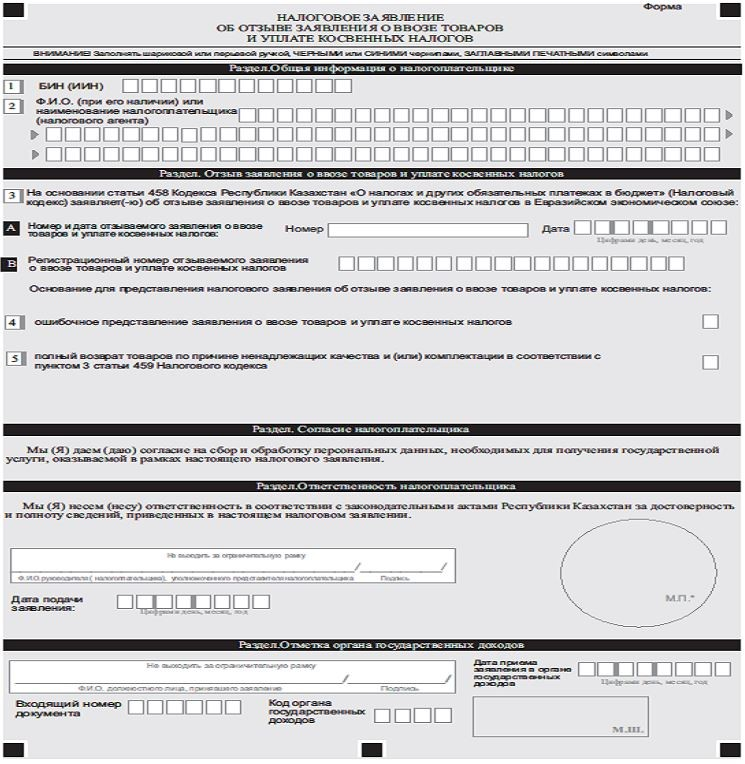 Форма
НАЛОГОВОЕ ЗАЯВЛЕНИЕ
ОБ ОТЗЫВЕ ЗАЯВЛЕНИЯ О ВВОЗЕ ТОВАРОВ
И УПЛАТЕ КОСВЕННЫХ НАЛОГОВ
ВНИМАНИЕ! Заполнять шариковой или перьевой ручкой, ЧЕРНЫМИ или СИНИМИ чернилами, ЗАГЛАВНЫМИ ПЕЧАТНЫМИ символами
Раздел.Общая информация о налогоплательщике
1 БИН (ИИН)
2 Ф.И.О. (при его наличии) или
наименование налогоплательщика
(налогового агента)
Раздел. Отзыв заявления о ввозе товаров и уплате косвенных налогов
3 На основании статьи 458 Кодекса Республики Казахстан «О налогах и других обязательных платежах в бюджет» (Налоговый
кодекс) заявляет(-ю) об отзыве заявления о ввозе товаров и уплате косвенных налогов в Евразийском экономическом союзе:
A Номер и дата отзываемого заявления о ввозе
товаров и уплате косвенных налогов: Номер Дата
Цифрами день, месяц, год
B Регистрационный номер отзываемого заявления
о ввозе товаров и уплате косвенных налогов
Основание для представления налогового заявления об отзыве заявления о ввозе товаров и уплате косвенных налогов:
4 ошибочное представление заявления о ввозе товаров и уплате косвенных налогов
5 полный возврат товаров по причине ненадлежащих качества и (или) комплектации в соответствии с
пунктом 3 статьи 459 Налогового кодекса
Раздел. Согласие налогоплательщика
Мы (Я) даем (даю) согласие на сбор и обработку персональных данных, необходимых для получения государственной
услуги, оказываемой в рамках настоящего налогового заявления.
Раздел.Ответственность налогоплательщика
Мы (Я) несем (несу) ответственность в соответствии с законодательными актами Республики Казахстан за достоверность
и полноту сведений, приведенных в настоящем налоговом заявлении.
Не выходить за ограничительную рамку
/ /
Ф.И.О.руководителя ( налогоплательщика), уполномоченного представителя налогоплательщика Подпись
М.П.*
Дата подачи
заявления:
Цифрами день, месяц, год
Раздел.Отметка органа государственных доходов
Не выходить за ограничительную рамку
/ /
Ф.И.О. должностного лица, принявшего заявление Подпись
Дата приема
заявления в органе
государственных
доходов
Цифрами день, месяц, год
Входящий номер
документа
Код органа
государственных
доходов
М.Ш.